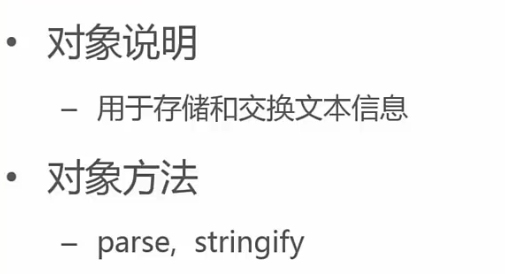 • 对象说明
– 用于存储和交换文本信息
• 对象方法
– parse, stringify